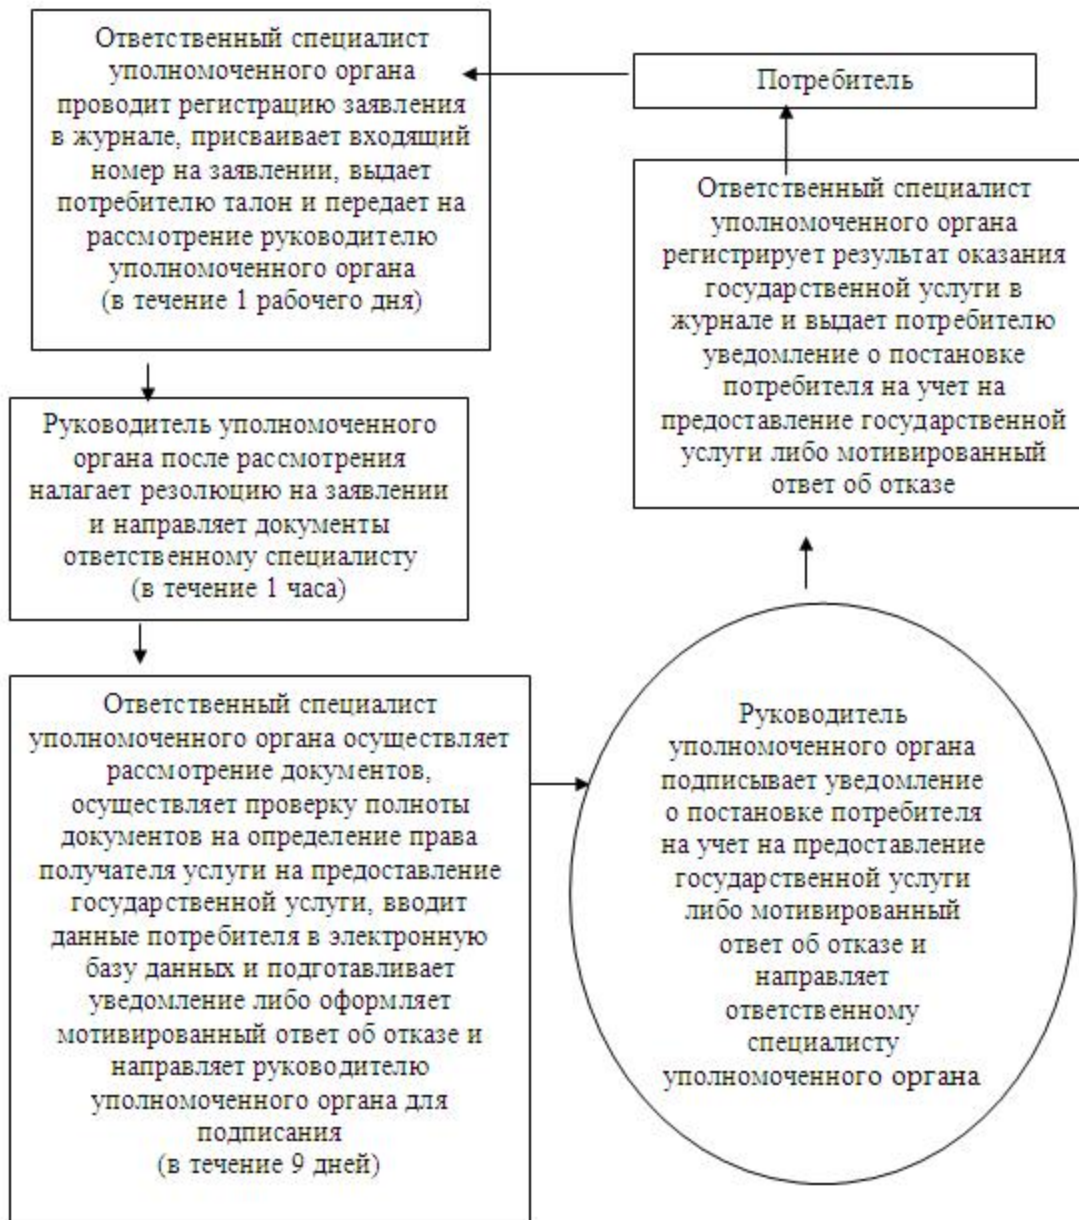 Ответственный специалист
уполномоченного органа
проводит регистрацию заявления
в журнале, присваивает входящий
номер на заявлении, выдает
потребителю талон и передает на
рассмотрение руководителю
уполномоченного органа
(в течение 1 рабочего дня)
Потребитель
Ответственный специалист
уполномоченного органа
регистрирует результат оказания
государственной услуги в
журнале и выдает потребителю
уведомление о постановке
потребителя на учет на
предоставление государственной
услуги либо мотивированный
ответ об отказе
Руководитель уполномоченного
органа после рассмотрения
налагает резолюцию на заявлении
и направляет документы
ответственному специалисту
(в течение 1 часа)
Ответственный специалист
уполномоченного органа осуществляет
рассмотрение документов,
осуществляет проверку полноты
документов на определение права
получателя услуги на предоставление
государственной услуги, вводит
данные потребителя в электронную
базу данных и подготавливает
уведомление либо оформляет
мотивированный ответ об отказе и
направляет руководителю
уполномоченного органа для
подписания
(в течение 9 дней)
Руководитель
уполномоченного органа
подписывает уведомление
о постановке потребителя
на учет на предоставление
государственной услуги
либо мотивированный
ответ об отказе и
направляет
ответственному
специалисту
уполномоченного органа